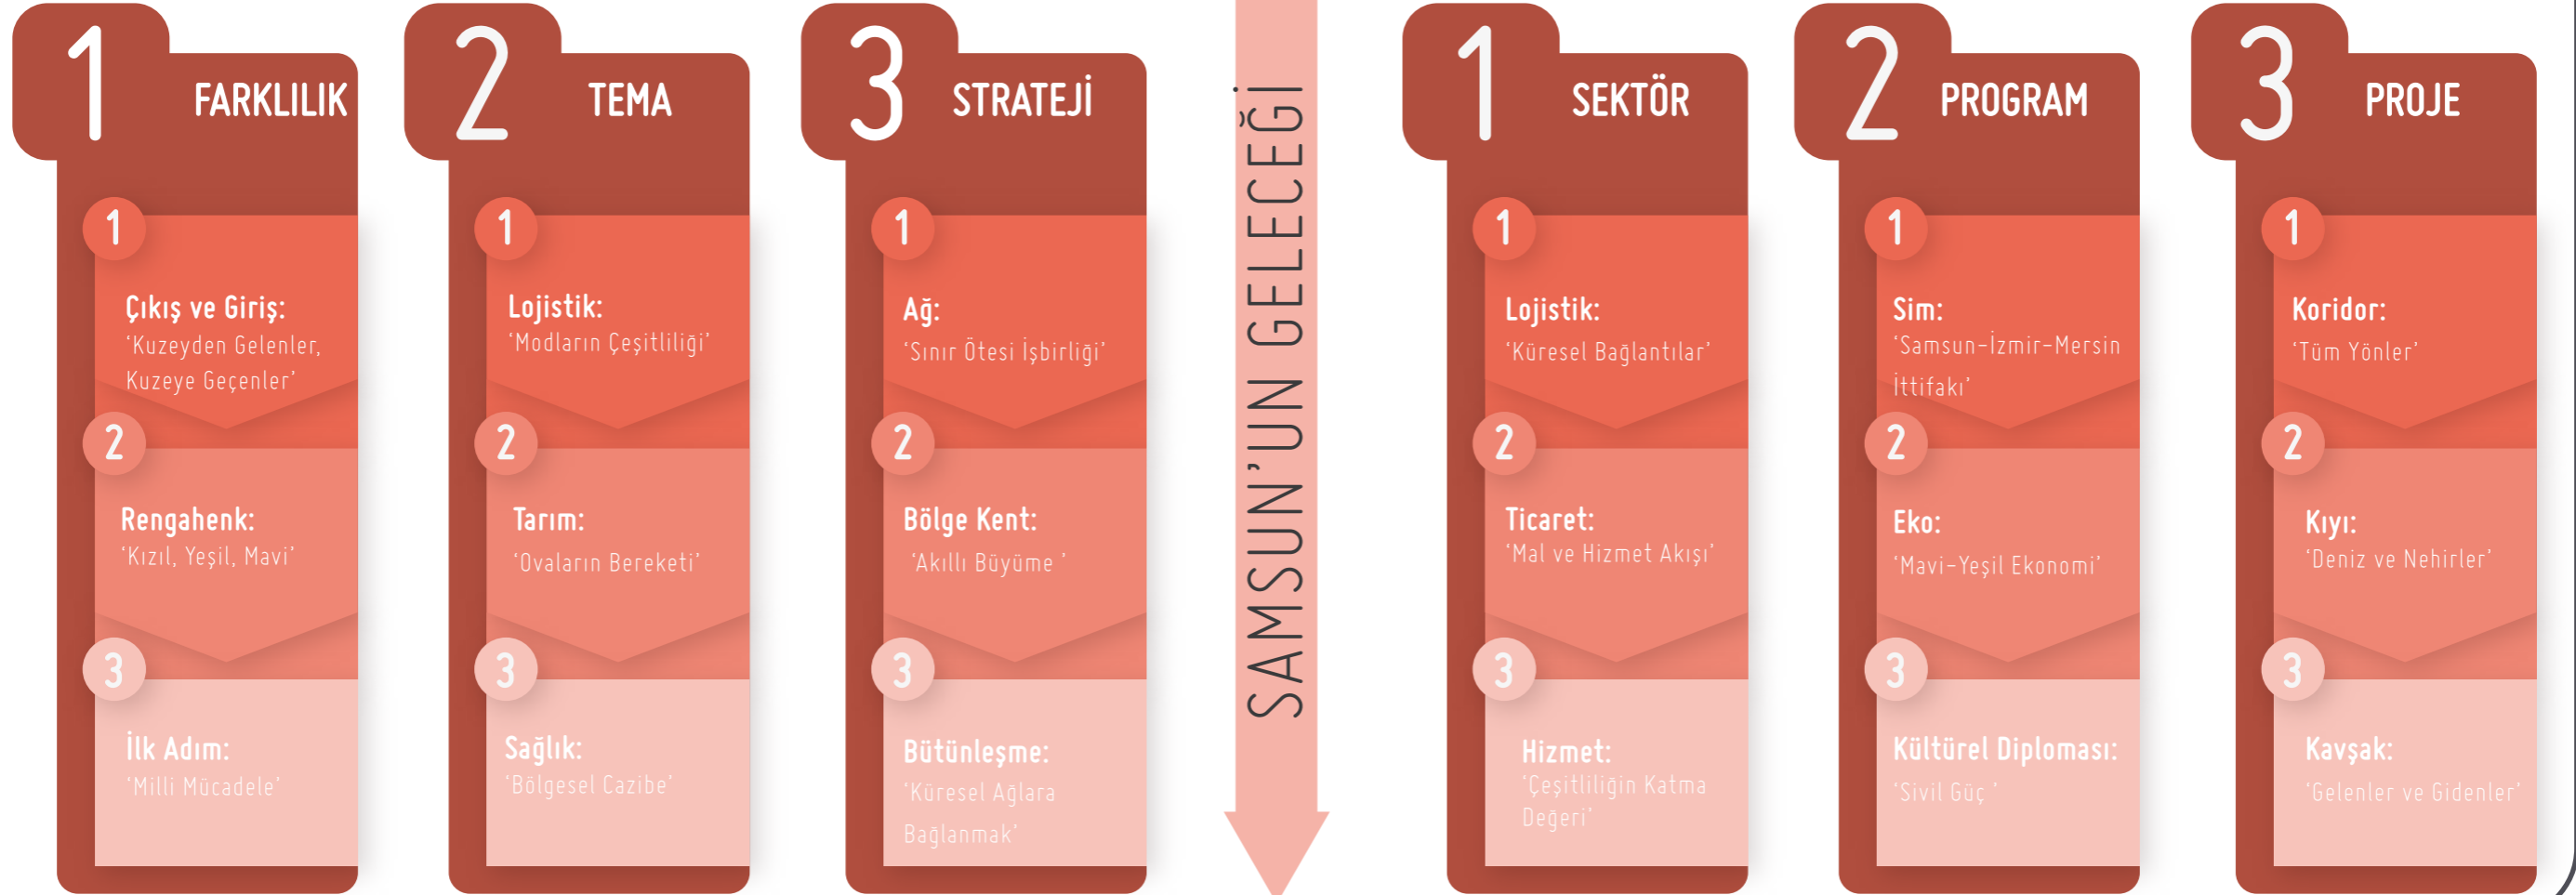 1
FARKLILIK
1
Çıkış ve Giriş:
‘Kuzeyden Gelenler,
Kuzeye Geçenler’
2
Rengahenk:
‘Kızıl, Yeşil, Mavi’
3
İlk Adım:
‘Milli Mücadele’
2
TEMA
1
Lojistik:
‘Modların Çeşitliliği’
2
Tarım:
‘Ovaların Bereketi’
3
Sağlık:
‘Bölgesel Cazibe’
3
STRATEJİ
1
Ağ:
‘Sınır Ötesi İşbirliği’
2
Bölge Kent:
‘Akıllı Büyüme ’
3
Bütünleşme:
‘Küresel Ağlara
Bağlanmak’
SAMSUN’UN GELECEĞİ
1
SEKTÖR
1
Lojistik:
‘Küresel Bağlantılar’
2
Ticaret:
‘Mal ve Hizmet Akışı’
3
Hizmet:
‘Çeşitliliğin Katma
Değeri’
2
PROGRAM
1
Sim:
‘Samsun-İzmir-Mersin
İttifakı’
2
Eko:
‘Mavi-Yeşil Ekonomi’
3
Kültürel Diploması:
‘Sivil Güç ’
3
PROJE
1
Koridor:
‘Tüm Yönler’
2
Kıyı:
‘Deniz ve Nehirler’
3
Kavşak:
‘Gelenler ve Gidenler’